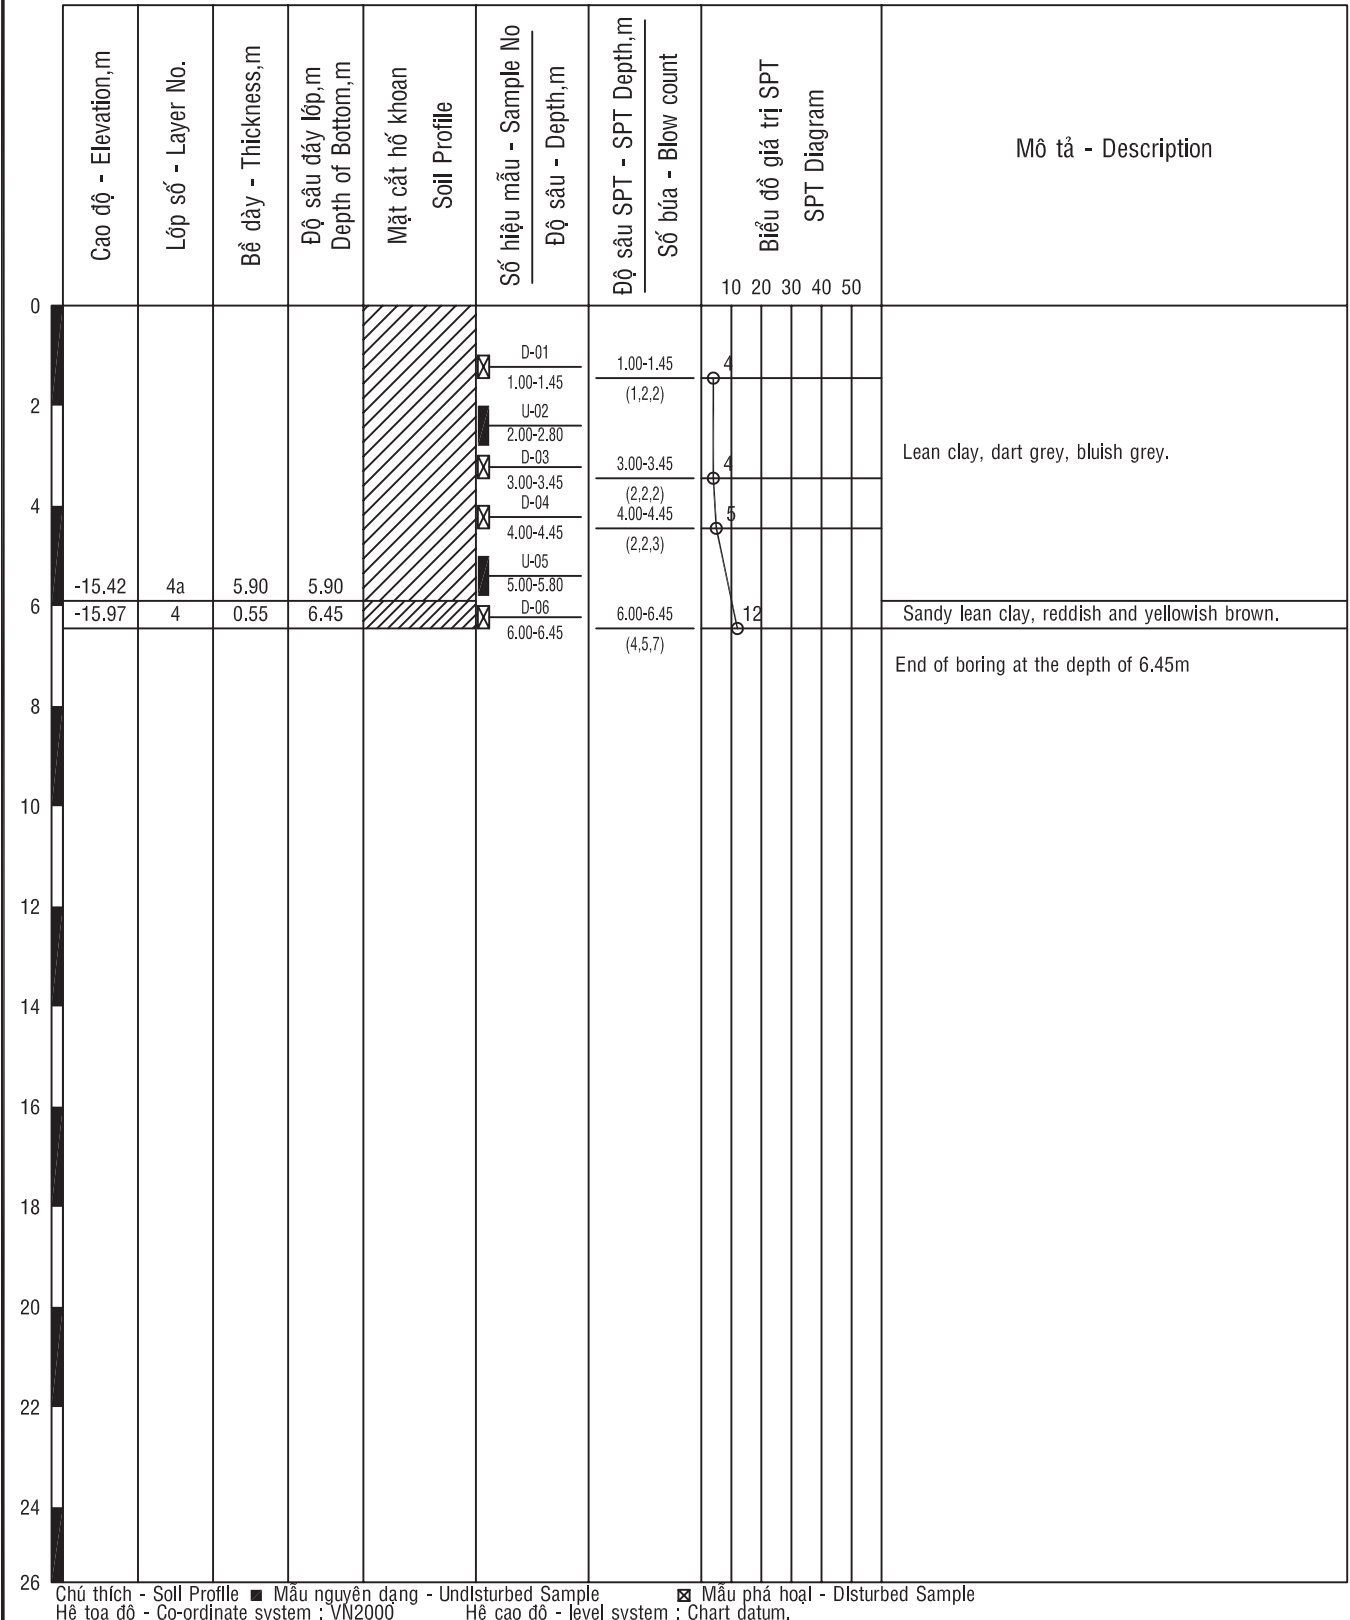 Cao độ - Elevation,m
Lớp số - Layer No.
Bề dày - Thickness,m
Độ sâu đáy lớp,m
Depth of Bottom,m
Mặt cắt hố khoan
Soil Profile
Số hiệu mẫu - Sample No
Độ sâu - Depth,m
Độ sâu SPT - SPT Depth,m
Số búa - Blow count
Biểu đồ giá trị SPT
SPT Diagram
10 20 30 40 50
Mô tả - Description
0
D-01
1.00-1.45
1.00-1.45
(1,2,2)
4
2
U-02
2.00-2.80
D-03
3.00-3.45
3.00-3.45
(2,2,2)
4
Lean clay, dart grey, bluish grey.
4
D-04
4.00-4.45
4.00-4.45
(2,2,3)
5
U-05
5.00-5.80
-15.42 4a 5.90 5.90
6
-15.97 4 0.55 6.45
D-06
6.00-6.45
6.00-6.45
(4,5,7)
12
Sandy lean clay, reddish and yellowish brown.
End of boring at the depth of 6.45m
8
10
12
14
16
18
20
22
24
26
Chú thích - Soil Profile Mẫu nguyên dạng - Undisturbed Sample Mẫu phá hoại - Disturbed Sample
Hệ tọa độ - Co-ordinate system : VN2000 Hệ cao độ - level system : Chart datum.